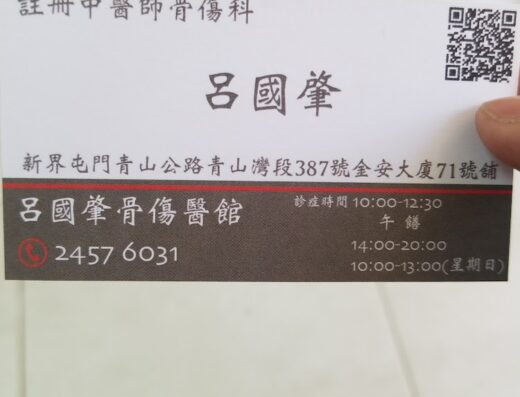 註冊中醫師骨傷科
呂國肇
新界屯門青山公路青山灣段387號金安大廈71號舖
呂國肇骨傷醫館
2457 6031
診症時間 10:00-12:30
午 饍
14:00-20:00
10:00-13:00(星期日)